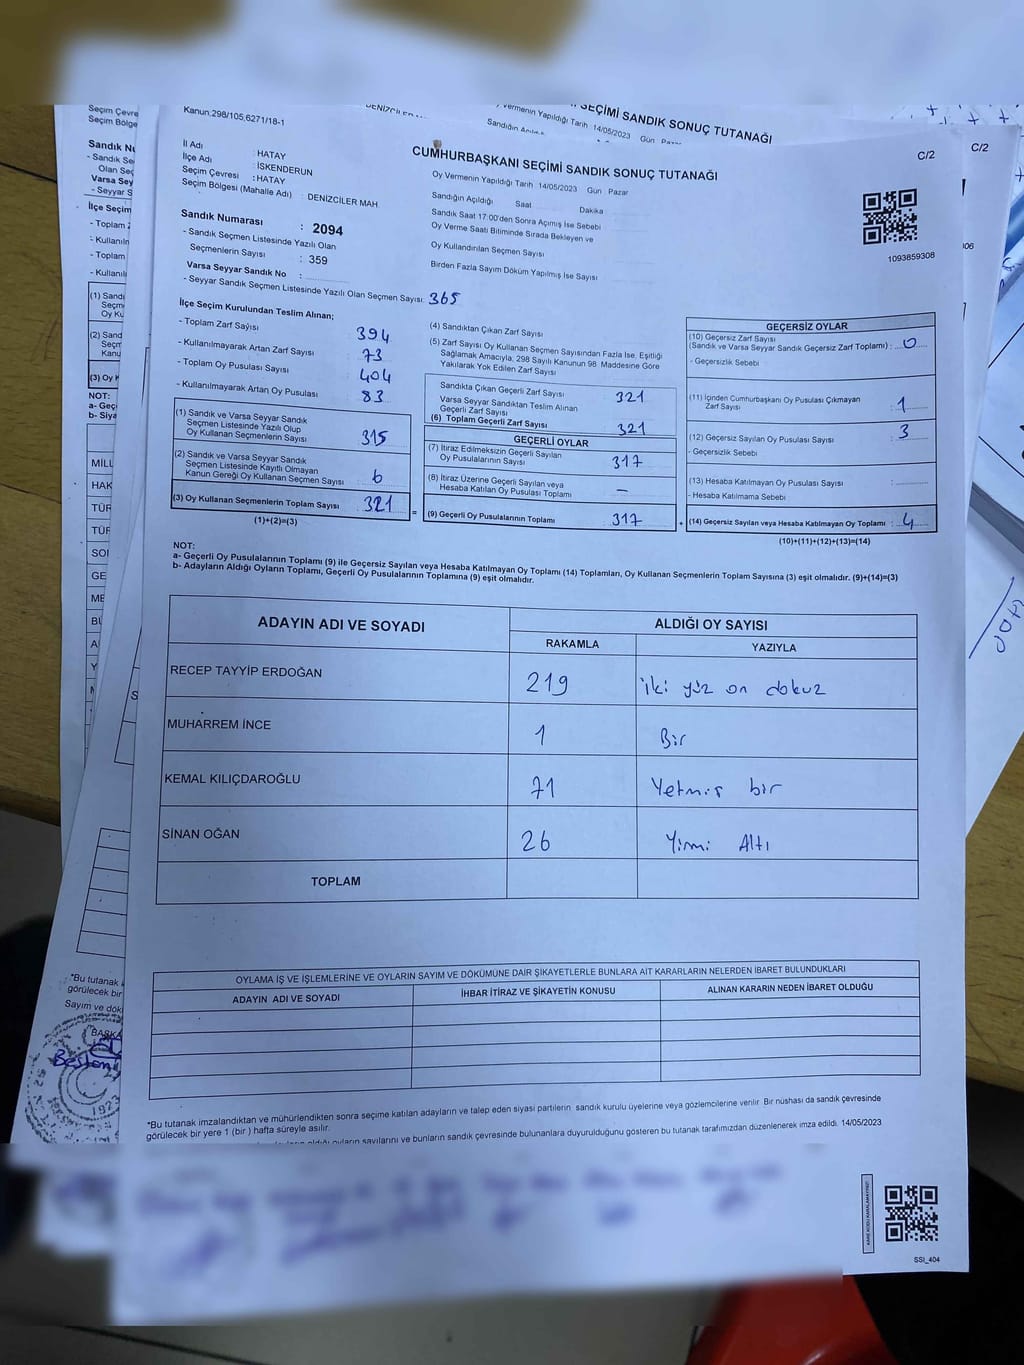 Kanun:298/105,6271/18-1
SEÇİMİ SANDIK SONUÇ TUTANAĞI
Vermenin Yapıldığı Tarih 14/05/2023 Gün
C/2
C/2
CUMHURBAŞKANI SEÇİMİ SANDIK SONUÇ TUTANAĞI
İl Adı : HATAY
İlçe Adı : İSKENDERUN
Seçim Çevresi : HATAY
Seçim Bölgesi (Mahalle Adı) : DENİZCİLER MAH.
Oy Vermenin Yapıldığı Tarih 14/05/2023 Gün : Pazar
Sandığın Açıldığı Saat Dakika
Sandık Saat 17:00'den Sonra Açılmış İse Sebebi
Oy Verme Saati Bitiminde Sırada Bekleyen ve
Oy Kullandırılan Seçmen Sayısı
Birden Fazla Sayım Döküm Yapılmış İse Sayısı
1093859308
Sandık Numarası : 2094
- Sandık Seçmen Listesinde Yazılı Olan
Seçmenlerin Sayısı : 359
Varsa Seyyar Sandık No :
- Seyyar Sandık Seçmen Listesinde Yazılı Olan Seçmen Sayısı: 365
İlçe Seçim Kurulundan Teslim Alınan;
- Toplam Zarf Sayısı 394
- Kullanılmayarak Artan Zarf Sayısı 73
- Toplam Oy Pusulası Sayısı 404
- Kullanılmayarak Artan Oy Pusulası 83
(1) Sandık ve Varsa Seyyar Sandık
Seçmen Listesinde Yazılı Olup
Oy Kullanan Seçmenlerin Sayısı 315
(2) Sandık ve Varsa Seyyar Sandık
Seçmen Listesinde Kayıtlı Olmayan
Kanun Gereği Oy Kullanan Seçmen Sayısı 6
(3) Oy Kullanan Seçmenlerin Toplam Sayısı 321
(1)+(2)=(3)
(4) Sandıktan Çıkan Zarf Sayısı
(5) Zarf Sayısı Oy Kullanan Seçmen Sayısından Fazla İse, Eşitliği
Sağlamak Amacıyla, 298 Sayılı Kanunun 98. Maddesine Göre
Yakılarak Yok Edilen Zarf Sayısı
Sandıkta Çıkan Geçerli Zarf Sayısı 321
Varsa Seyyar Sandıktan Teslim Alınan
Geçerli Zarf Sayısı
(6) Toplam Geçerli Zarf Sayısı 321
GEÇERLİ OYLAR
(7) İtiraz Edilmeksizin Geçerli Sayılan
Oy Pusulalarının Sayısı 317
(8) İtiraz Üzerine Geçerli Sayılan veya
Hesaba Katılan Oy Pusulası Toplamı -
= (9) Geçerli Oy Pusulalarının Toplamı 317 +
GEÇERSİZ OYLAR
(10) Geçersiz Zarf Sayısı
(Sandık ve Varsa Seyyar Sandık Geçersiz Zarf Toplamı) : 0
- Geçersizlik Sebebi
(11) İçinden Cumhurbaşkanı Oy Pusulası Çıkmayan
Zarf Sayısı : 1
(12) Geçersiz Sayılan Oy Pusulası Sayısı : 3
- Geçersizlik Sebebi
(13) Hesaba Katılmayan Oy Pusulası Sayısı :
- Hesaba Katılmama Sebebi
(14) Geçersiz Sayılan veya Hesaba Katılmayan Oy Toplamı : 4
(10)+(11)+(12)+(13)=(14)
NOT:
a- Geçerli Oy Pusulalarının Toplamı (9) ile Geçersiz Sayılan veya Hesaba Katılmayan Oy Toplamı (14) Toplamları, Oy Kullanan Seçmenlerin Toplam Sayısına (3) eşit olmalıdır. (9)+(14)=(3)
b- Adayların Aldığı Oyların Toplamı, Geçerli Oy Pusulalarının Toplamına (9) eşit olmalıdır.
ADAYIN ADI VE SOYADI ALDIĞI OY SAYISI
RAKAMLA YAZIYLA
RECEP TAYYİP ERDOĞAN 219 iki yüz on dokuz
MUHARREM İNCE 1 Bir
KEMAL KILIÇDAROĞLU 71 Yetmiş bir
SİNAN OĞAN 26 Yirmi Altı
TOPLAM
OYLAMA İŞ VE İŞLEMLERİNE VE OYLARIN SAYIM VE DÖKÜMÜNE DAİR ŞİKAYETLERLE BUNLARA AİT KARARLARIN NELERDEN İBARET BULUNDUKLARI
ADAYIN ADI VE SOYADI İHBAR İTİRAZ VE ŞİKAYETİN KONUSU ALINAN KARARIN NEDEN İBARET OLDUĞU
*Bu tutanak imzalandıktan ve mühürlendikten sonra seçime katılan adayların ve talep eden siyasi partilerin sandık kurulu üyelerine veya gözlemcilerine verilir. Bir nüshası da sandık çevresinde
görülecek bir yere 1 (bir ) hafta süreyle asılır.
oyların sayılarını ve bunların sandık çevresinde bulunanlara duyurulduğunu gösteren bu tutanak tarafımızdan düzenlenerek imza edildi. 14/05/2023
SSI_404